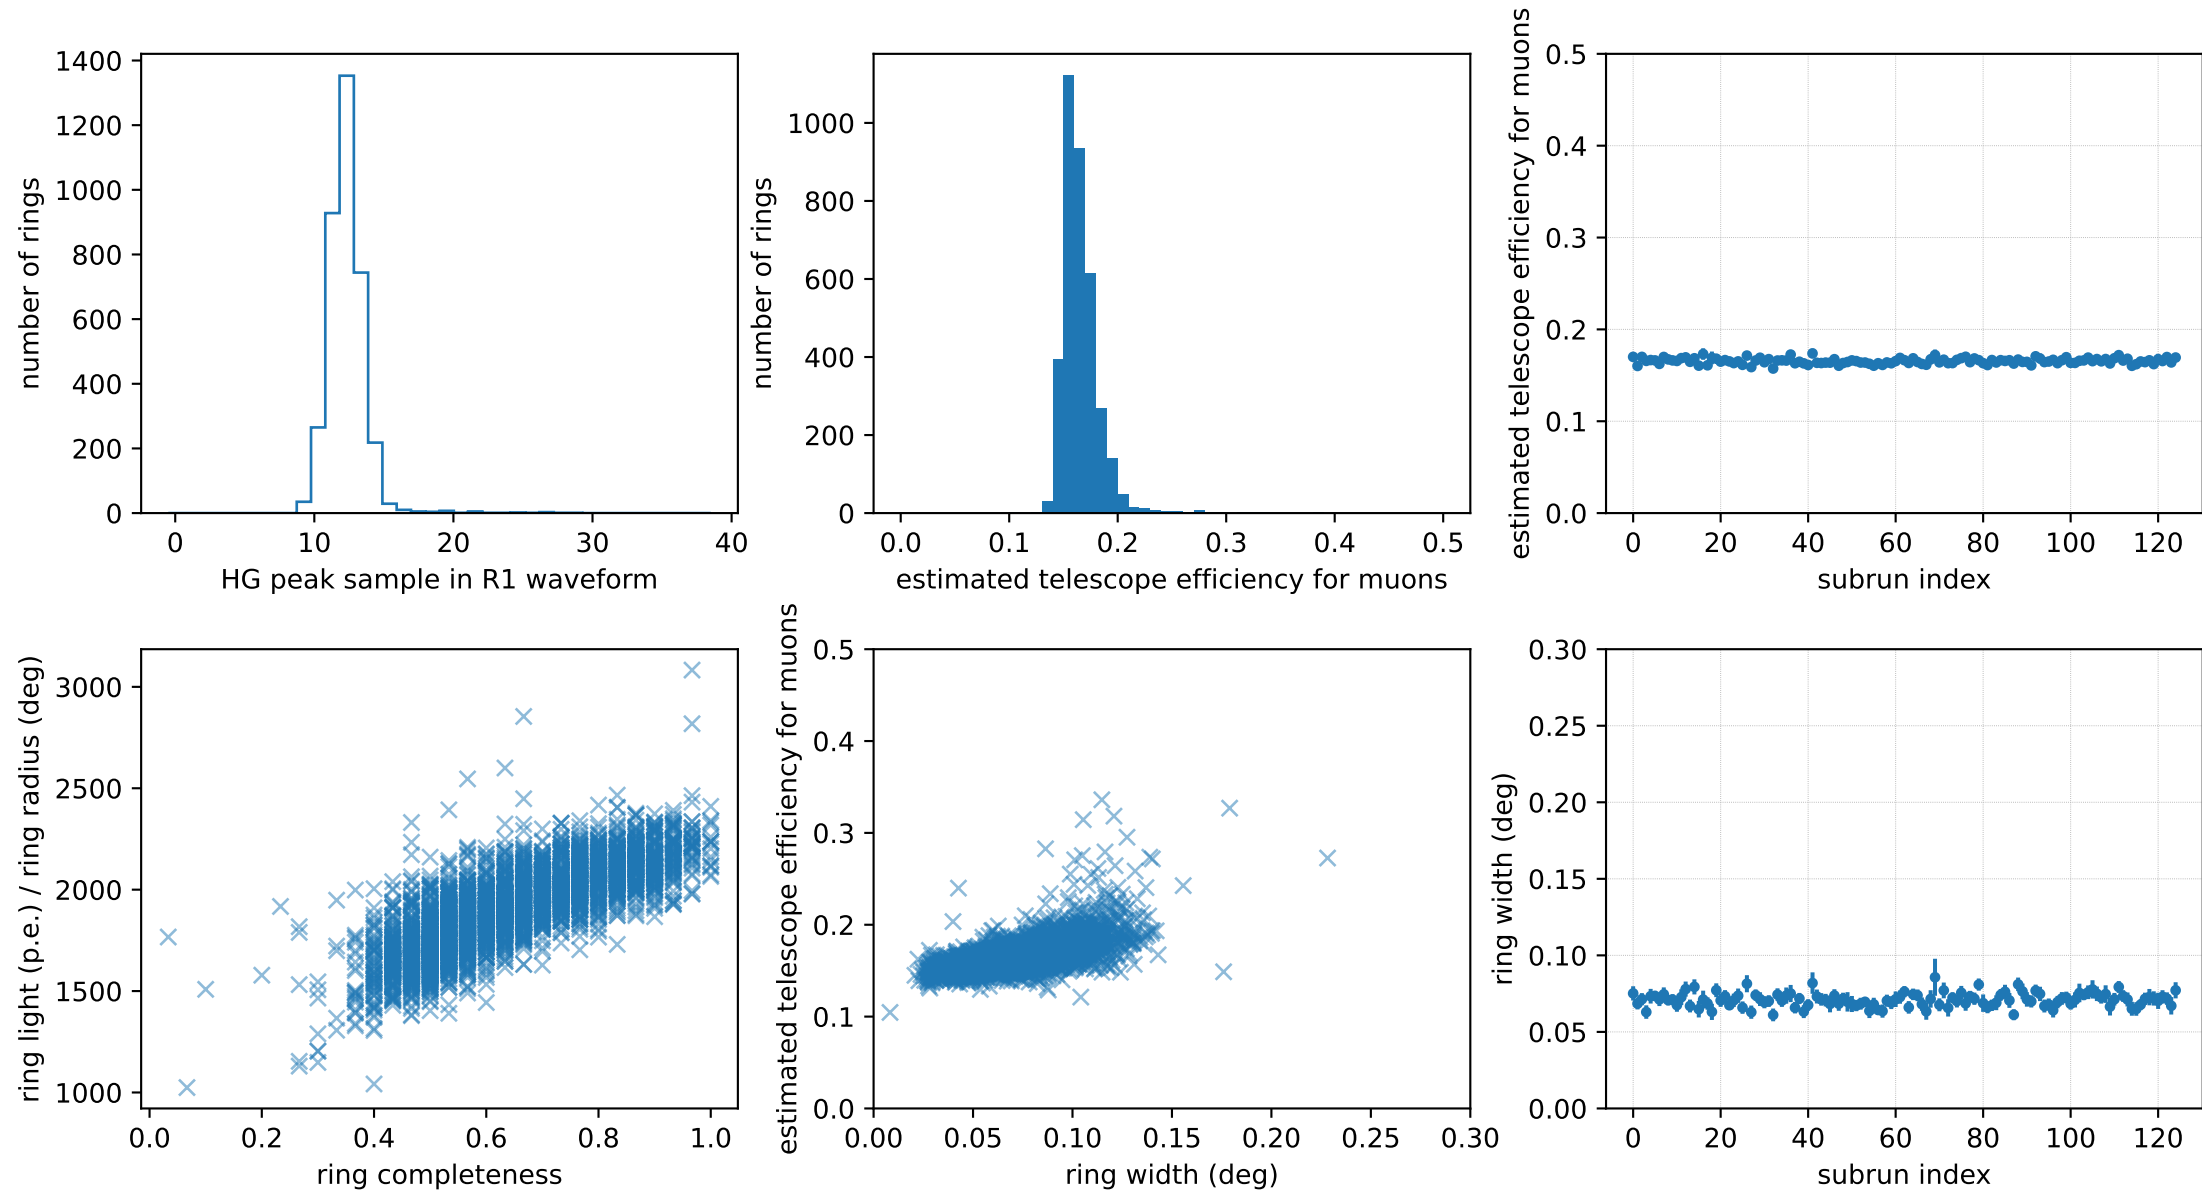 1400
1200
1000
800
600
400
200
0
number of rings
0 10 20 30 40
HG peak sample in R1 waveform
1000
800
600
400
200
0
number of rings
0.0 0.1 0.2 0.3 0.4 0.5
estimated telescope efficiency for muons
0.5
0.4
0.3
0.2
0.1
0.0
estimated telescope efficiency for muons
0 20 40 60 80 100 120
subrun index
3000
2500
2000
1500
1000
ring light (p.e.) / ring radius (deg)
0.0 0.2 0.4 0.6 0.8 1.0
ring completeness
0.5
0.4
0.3
0.2
0.1
0.0
estimated telescope efficiency for muons
0.00 0.05 0.10 0.15 0.20 0.25 0.30
ring width (deg)
0.30
0.25
0.20
0.15
0.10
0.05
0.00
ring width (deg)
0 20 40 60 80 100 120
subrun index